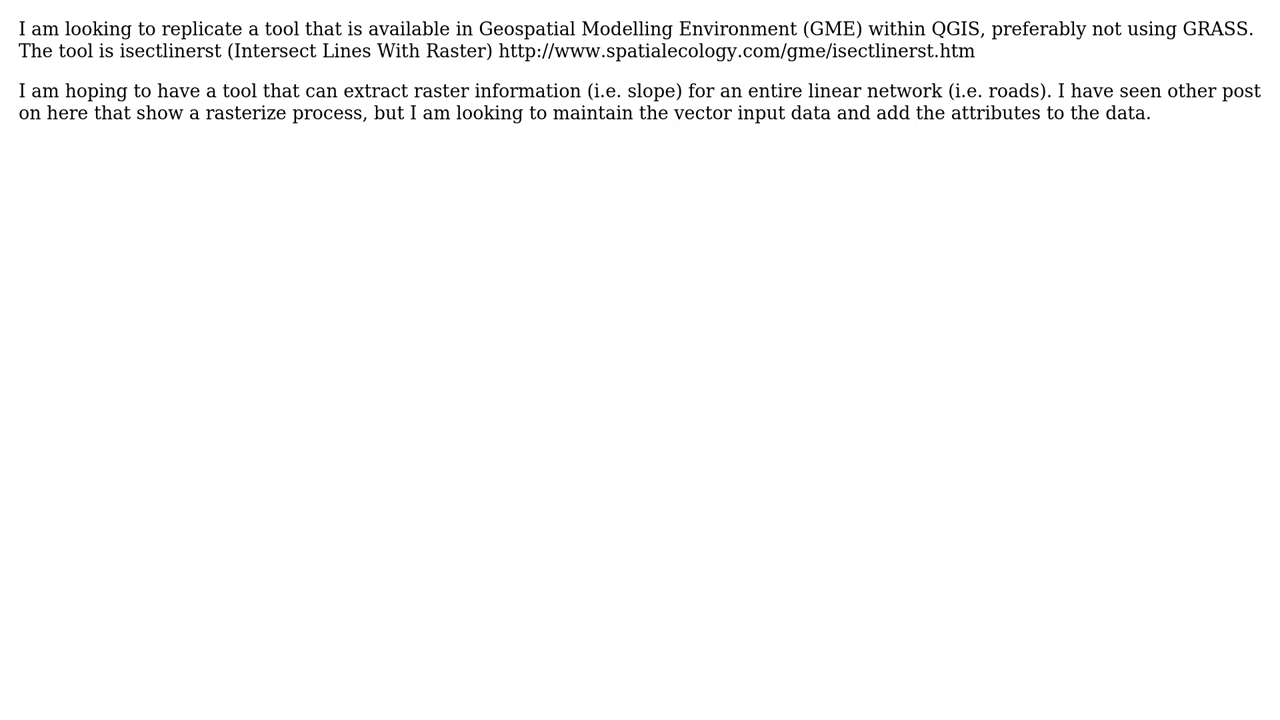 I am looking to replicate a tool that is available in Geospatial Modelling Environment (GME) within QGIS, preferably not using GRASS.
The tool is isectlinerst (Intersect Lines With Raster) http://www.spatialecology.com/gme/isectlinerst.htm
I am hoping to have a tool that can extract raster information (i.e. slope) for an entire linear network (i.e. roads). I have seen other post
on here that show a rasterize process, but I am looking to maintain the vector input data and add the attributes to the data.